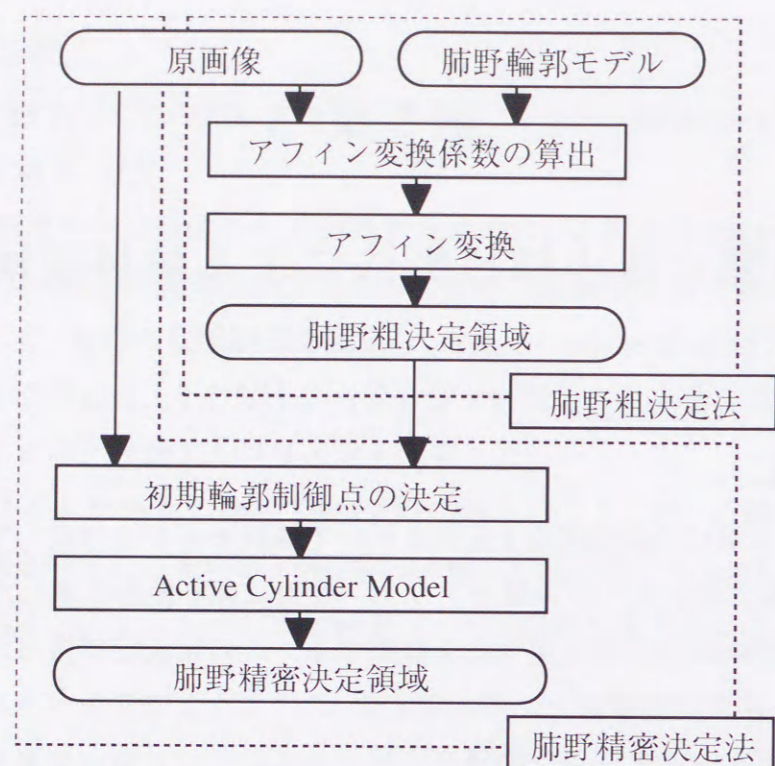 原画像
肺野輪郭モデル
アフィン変換係数の算出
アフィン変換
肺野粗決定領域
肺野粗決定法
初期輪郭制御点の決定
Active Cylinder Model
肺野精密決定領域
肺野精密決定法